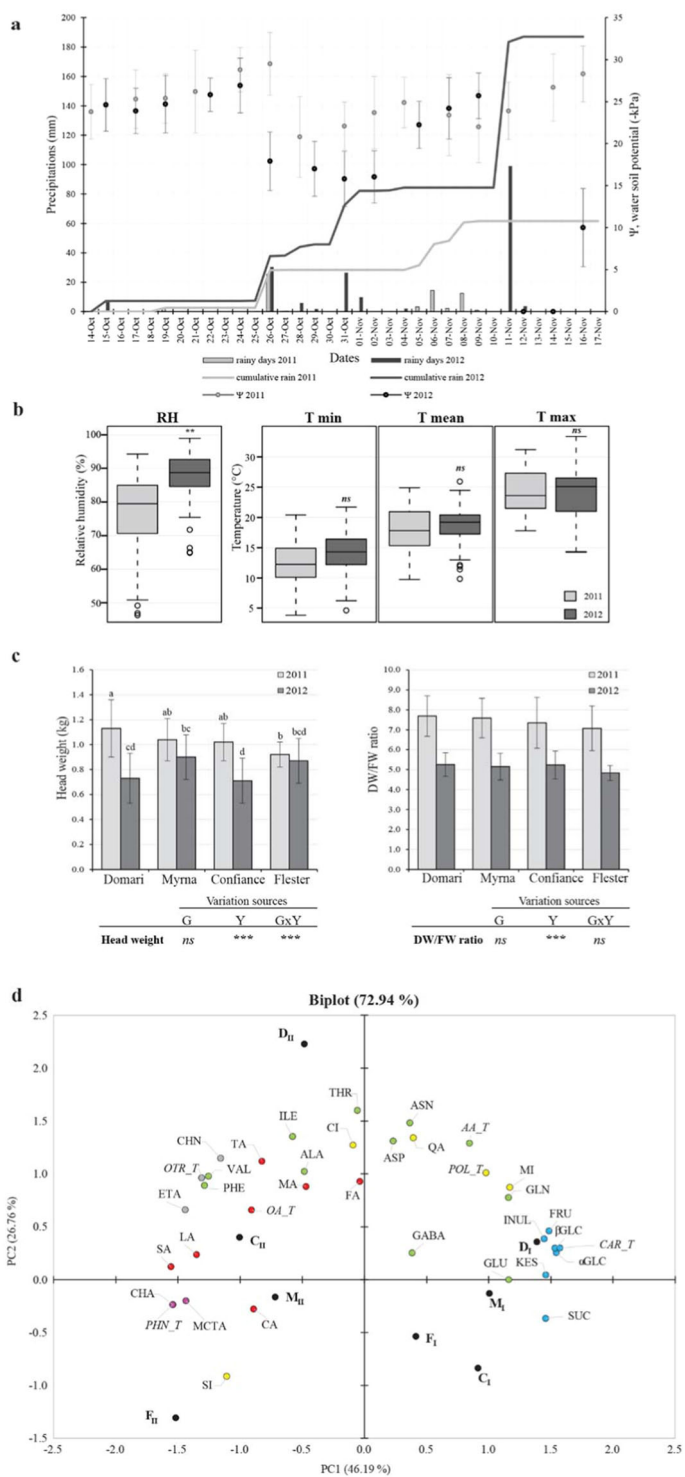 a
200
180
160
140
120
100
80
60
40
20
0
Precipitations (mm)
35
30
25
20
15
10
5
0
Ψ, water soil potential (-kPa)
14-Oct
15-Oct
16-Oct
17-Oct
18-Oct
19-Oct
21-Oct
22-Oct
23-Oct
24-Oct
25-Oct
26-Oct
27-Oct
28-Oct
29-Oct
30-Oct
31-Oct
01-Nov
02-Nov
03-Nov
04-Nov
05-Nov
06-Nov
07-Nov
08-Nov
09-Nov
10-Nov
11-Nov
12-Nov
14-Nov
16-Nov
17-Nov
Dates
rainy days 2011 rainy days 2012
cumulative rain 2011 cumulative rain 2012
Ψ 2011 Ψ 2012
b
RH T min T mean T max
** ns ns ns
Relative humidity (%)
100
90
80
70
60
50
Temperature (°C)
30
25
20
15
10
5
2011
2012
c
Head weight (kg)
1.6
1.4
1.2
1.0
0.8
0.6
0.4
0.2
0.0
2011
2012
a cd ab bc ab d b bcd
Domari Myrna Confiance Flester
Variation sources
G Y GxY
Head weight ns *** ***
DW/FW ratio
10.0
9.0
8.0
7.0
6.0
5.0
4.0
3.0
2.0
1.0
0.0
2011
2012
Domari Myrna Confiance Flester
Variation sources
G Y GxY
DW/FW ratio ns *** ns
d
Biplot (72.94 %)
PC2 (26.76 %)
2.5
2.0
1.5
1.0
0.5
0.0
-0.5
-1.0
-1.5
D II
THR
ILE
CI
ASN
AA_T
CHN
TA
ASP
QA
OTR_T
VAL
ALA
POL_T
MI
PHE
MA
FA
GLN
ETA
OA_T
FRU
INUL
βGLC
C II
GABA
D I
CAR_T
LA
KES
αGLC
SA
GLU
CHA
M II
M I
PHN_T
MCTA
CA
SUC
F I
SI
C I
F II
-2.5 -2.0 -1.5 -1.0 -0.5 0.0 0.5 1.0 1.5 2.0 2.5
PC1 (46.19 %)